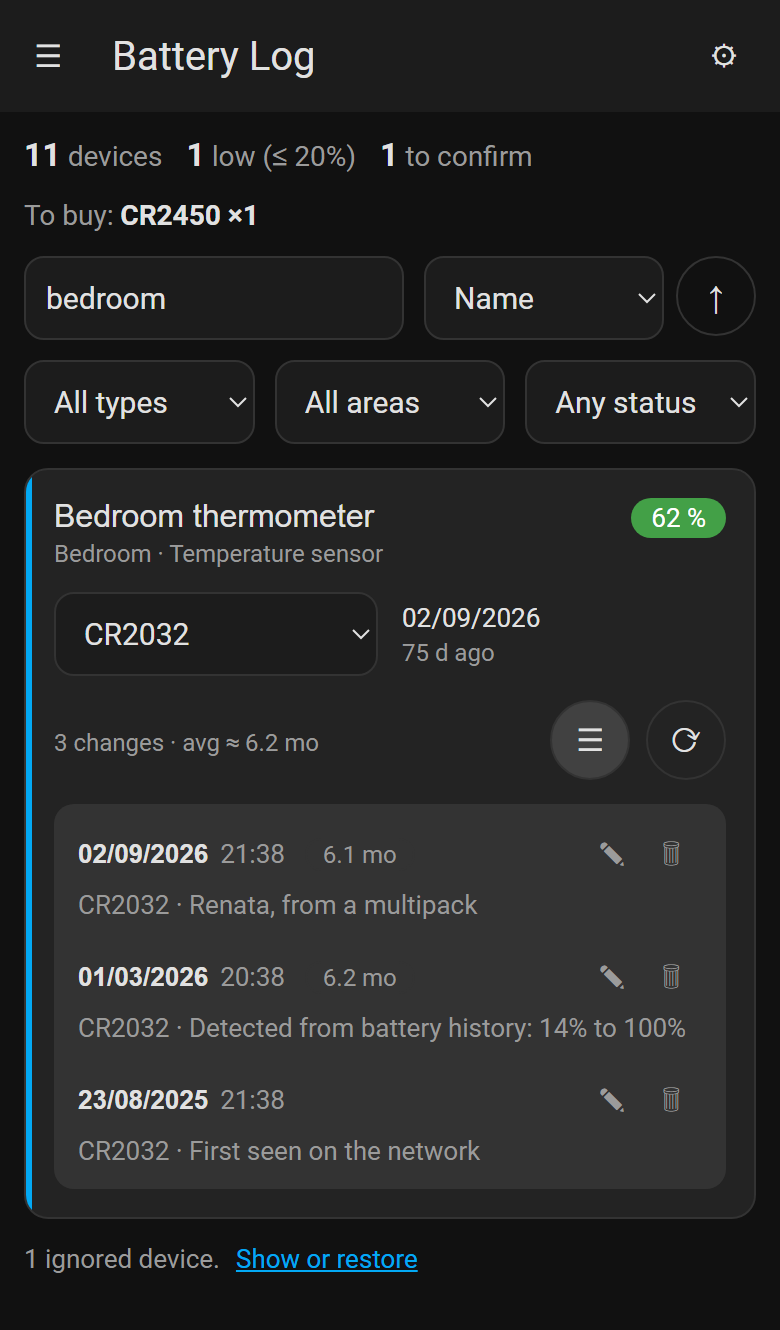 ☰ Battery Log ⚙
11 devices 1 low (≤ 20%) 1 to confirm
To buy: CR2450 ×1
bedroom Name ↑
All types All areas Any status
Bedroom thermometer 62 %
Bedroom · Temperature sensor
CR2032 02/09/2026
75 d ago
3 changes · avg ≈ 6.2 mo ☰ ⟳
02/09/2026 21:38 6.1 mo
CR2032 · Renata, from a multipack
01/03/2026 20:38 6.2 mo
CR2032 · Detected from battery history: 14% to 100%
23/08/2025 21:38
CR2032 · First seen on the network
1 ignored device. Show or restore